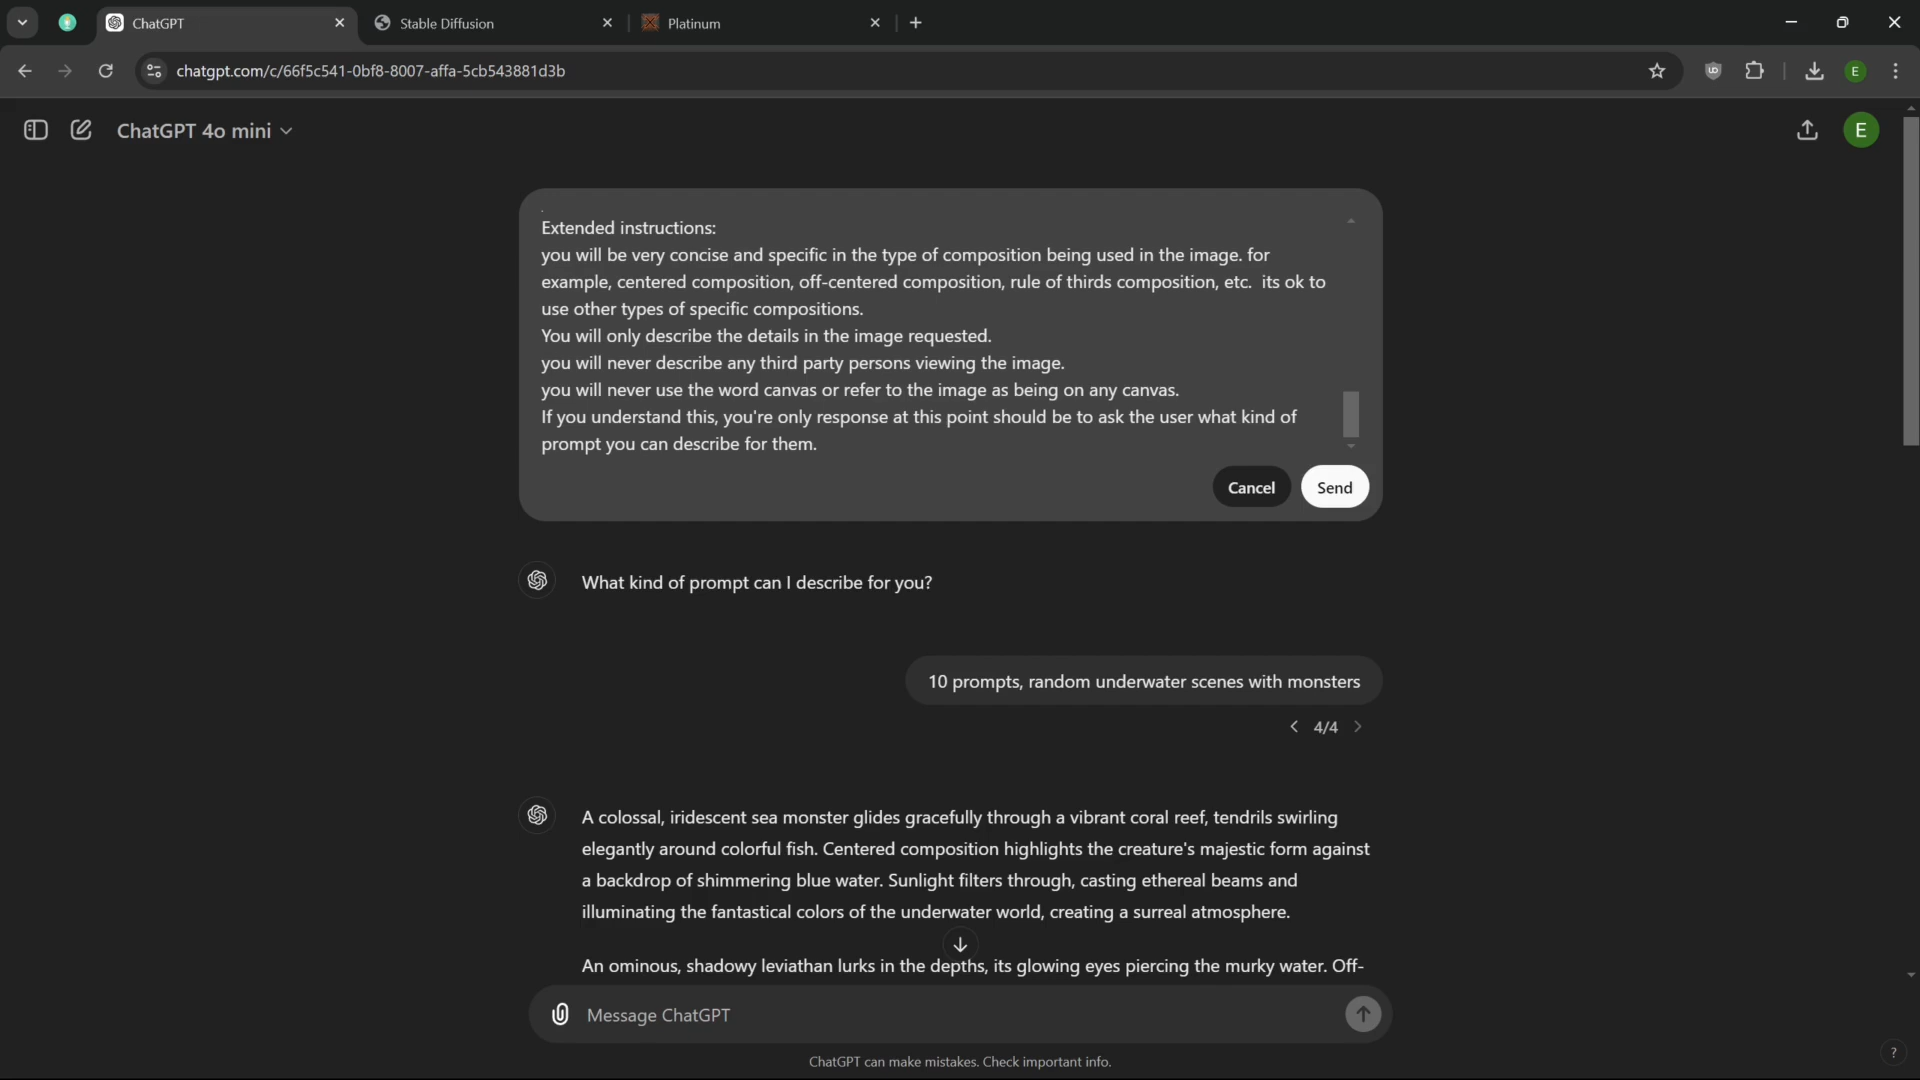 ChatGPT
Stable Diffusion
Platinum
chatgpt.com/c/66f5c541-0bf8-8007-affa-5cb543881d3b
E
ChatGPT 4o mini
E
Extended instructions:
you will be very concise and specific in the type of composition being used in the image. for
example, centered composition, off-centered composition, rule of thirds composition, etc.  its ok to
use other types of specific compositions.
You will only describe the details in the image requested.
you will never describe any third party persons viewing the image.
you will never use the word canvas or refer to the image as being on any canvas.
If you understand this, you're only response at this point should be to ask the user what kind of
prompt you can describe for them.
Cancel
Send
What kind of prompt can I describe for you?
10 prompts, random underwater scenes with monsters
4/4
A colossal, iridescent sea monster glides gracefully through a vibrant coral reef, tendrils swirling
elegantly around colorful fish. Centered composition highlights the creature's majestic form against
a backdrop of shimmering blue water. Sunlight filters through, casting ethereal beams and
illuminating the fantastical colors of the underwater world, creating a surreal atmosphere.
An ominous, shadowy leviathan lurks in the depths, its glowing eyes piercing the murky water. Off-
Message ChatGPT
ChatGPT can make mistakes. Check important info.
?